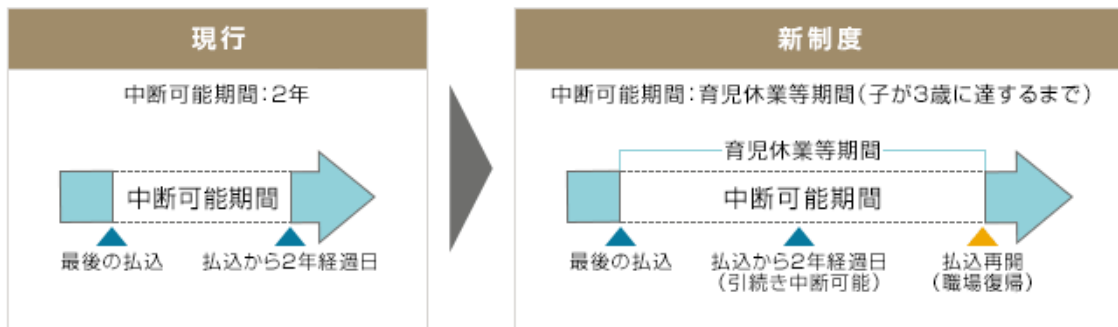 現行
中断可能期間：2年
中断可能期間
最後の払込
払込から2年経過日
新制度
中断可能期間：育児休業等期間（子が3歳に達するまで）
育児休業等期間
中断可能期間
最後の払込
払込から2年経過日
（引続き中断可能）
払込再開
（職場復帰）